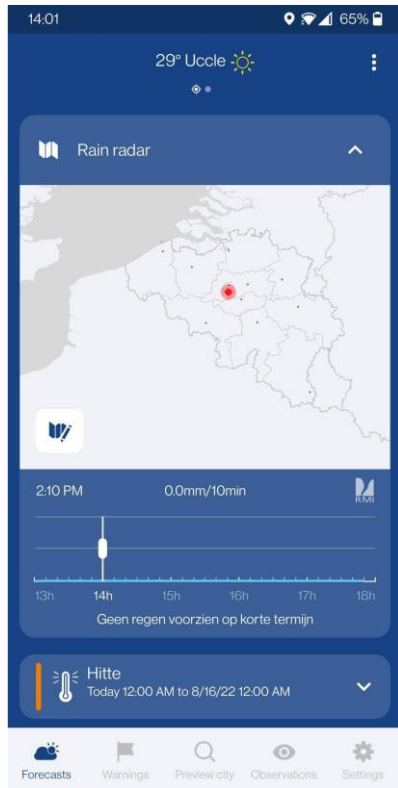 14:01
65%
29° Uccle
Rain radar
2:10 PM 0.0mm/10min
RMI
13h 14h 15h 16h 17h 18h
Geen regen voorzien op korte termijn
Hitte
Today 12:00 AM to 8/16/22 12:00 AM
Forecasts Warnings Preview city Observations Settings